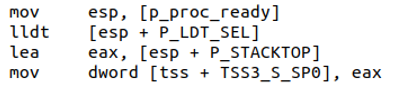 mov esp, [p_proc_ready]
lldt [esp + P_LDT_SEL]
lea eax, [esp + P_STACKTOP]
mov dword [tss + TSS3_S_SP0], eax